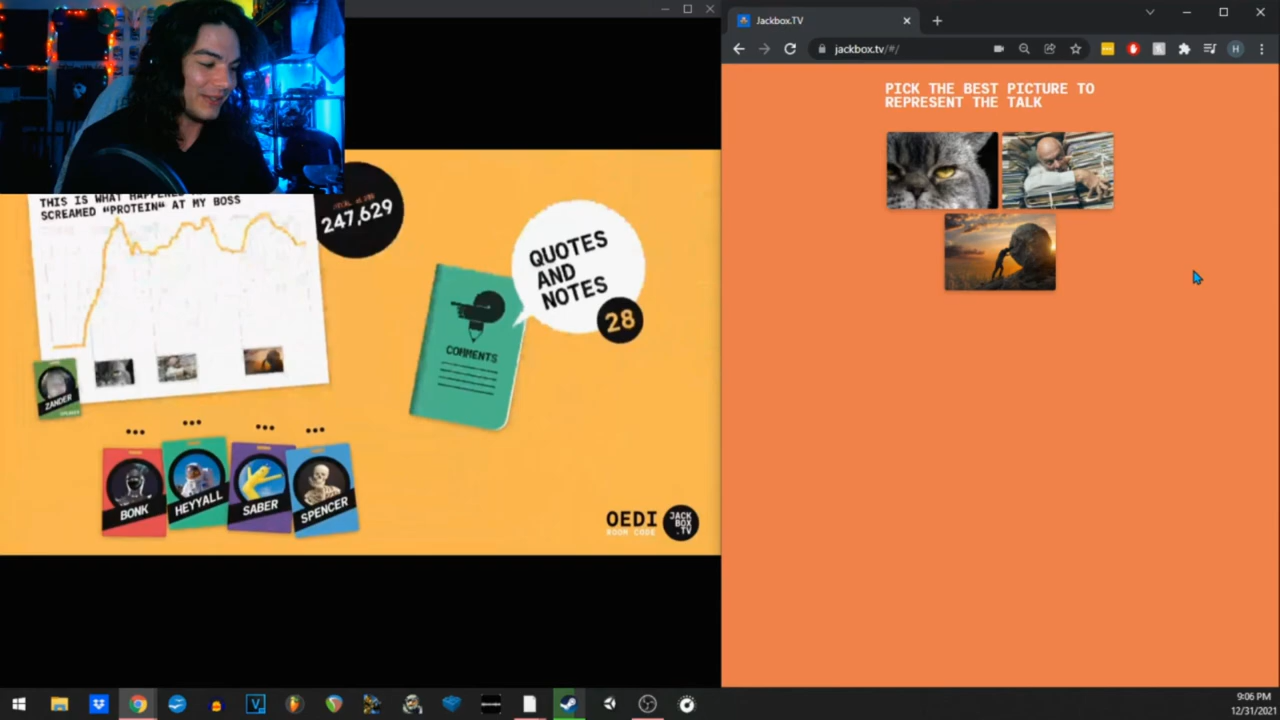 Jackbox.TV
jackbox.tv/#/
H
PICK THE BEST PICTURE TO
REPRESENT THE TALK
THIS IS WHAT
SCREAMED "PROTEIN" AT MY BOSS
247,629
QUOTES
AND
NOTES
28
COMMENTS
ZANDER
BONK
HEYYALL
SABER
SPENCER
OEDI
ROOM CODE
JACK
BOX
.TV
9:06 PM
12/31/2021